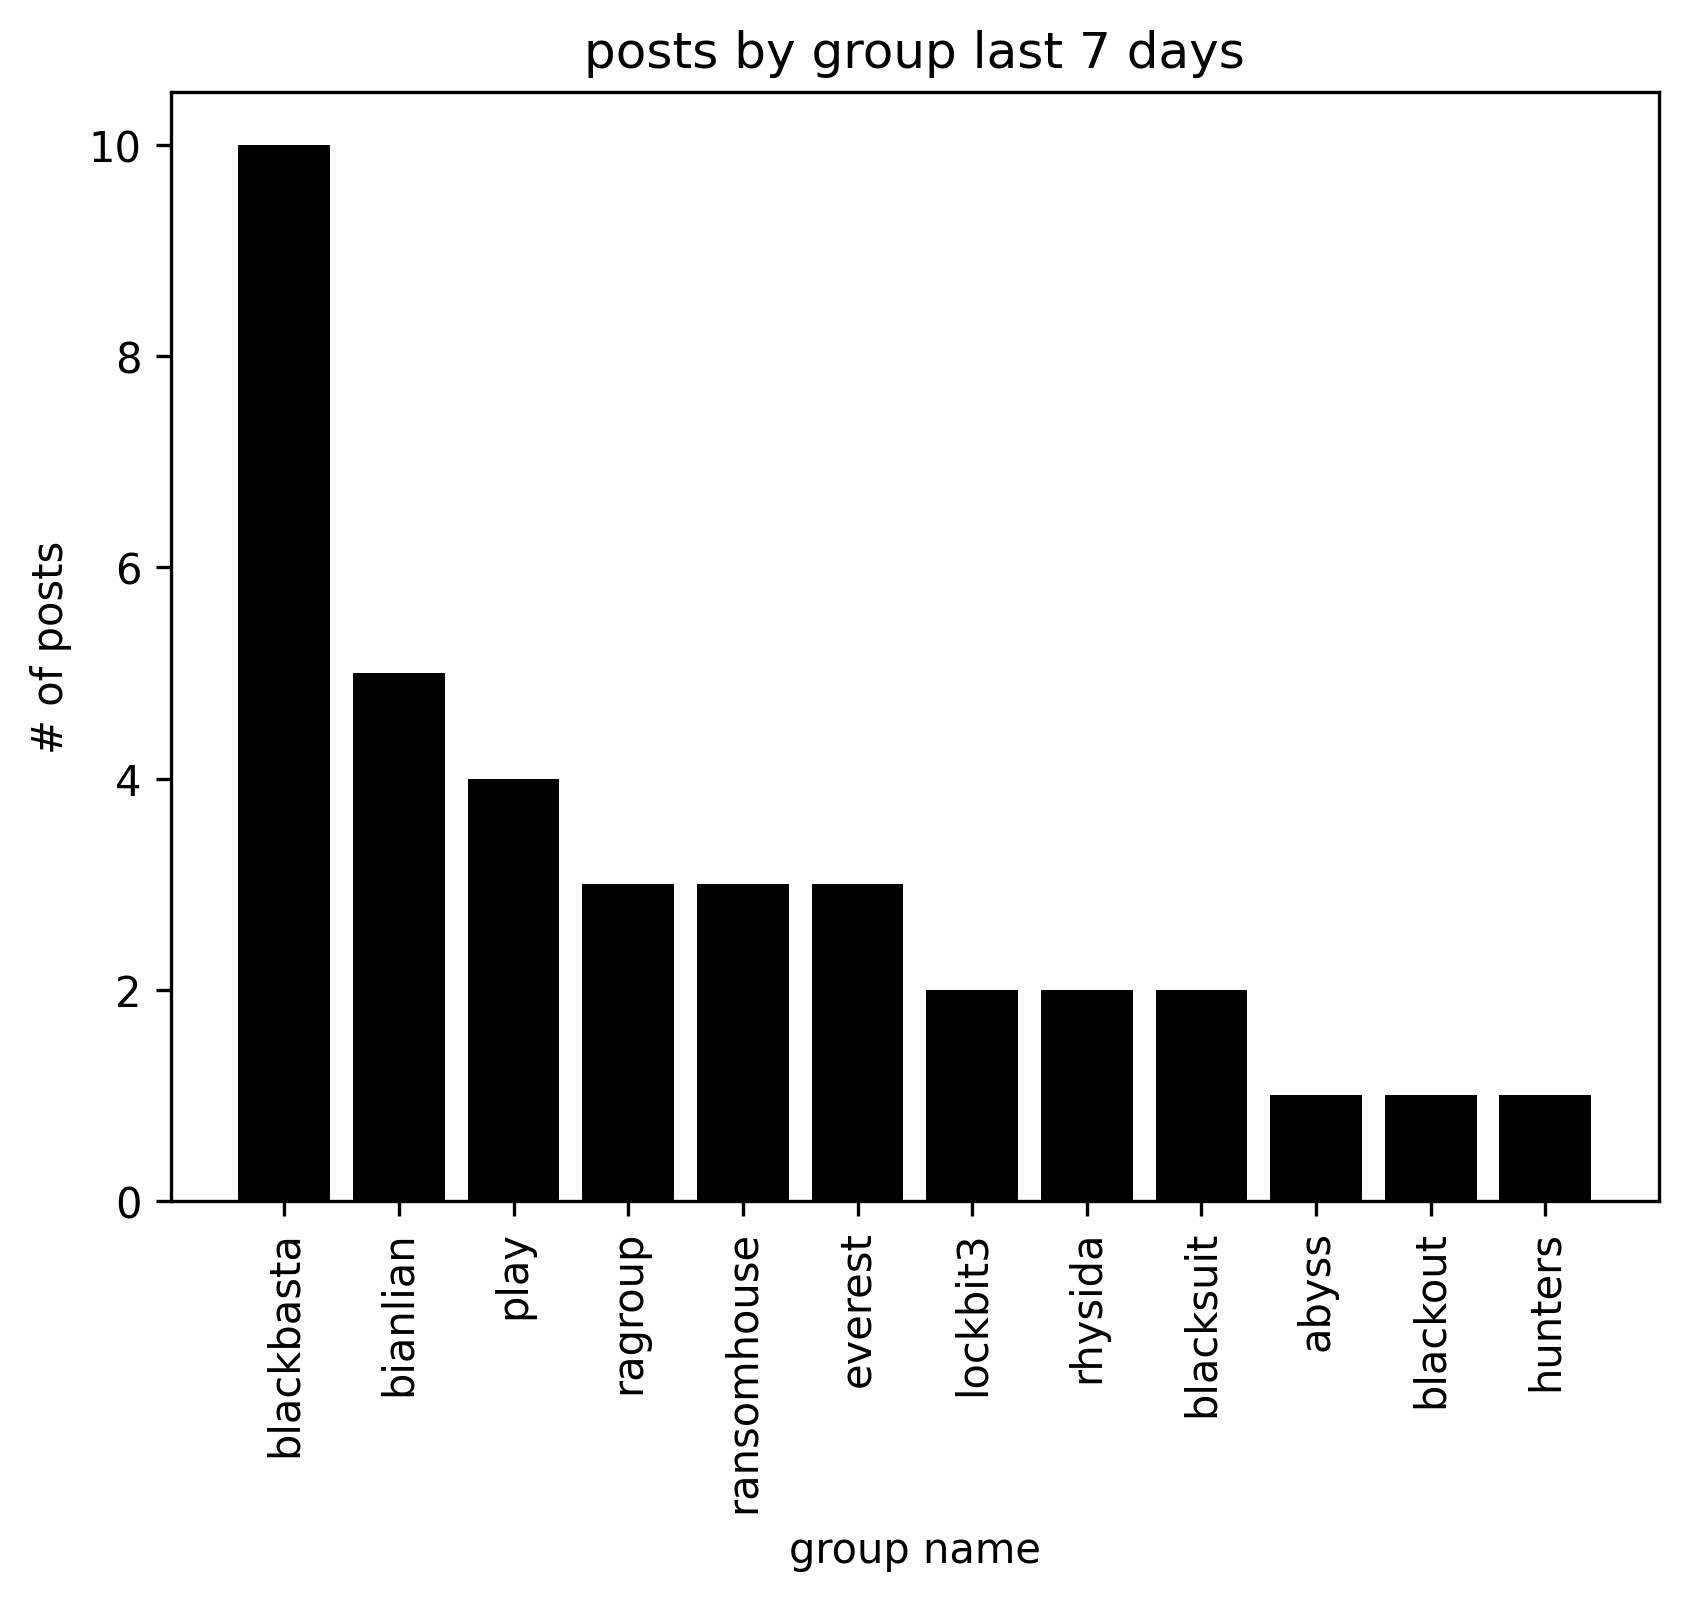 posts by group last 7 days
10
8
6
4
2
0
# of posts
blackbasta
bianlian
play
ragroup
ransomhouse
everest
lockbit3
rhysida
blacksuit
abyss
blackout
hunters
group name